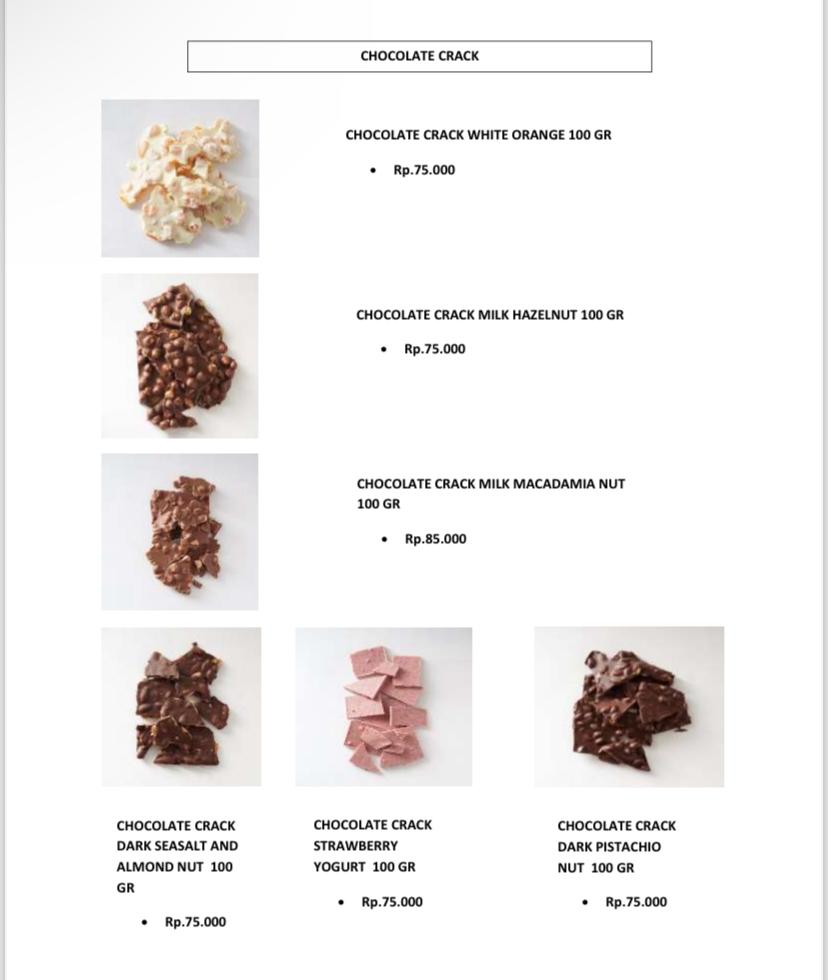 CHOCOLATE CRACK
CHOCOLATE CRACK WHITE ORANGE 100 GR
• Rp.75.000
CHOCOLATE CRACK MILK HAZELNUT 100 GR
• Rp.75.000
CHOCOLATE CRACK MILK MACADAMIA NUT
100 GR
• Rp.85.000
CHOCOLATE CRACK
DARK SEASALT AND
ALMOND NUT 100
GR
• Rp.75.000
CHOCOLATE CRACK
STRAWBERRY
YOGURT 100 GR
• Rp.75.000
CHOCOLATE CRACK
DARK PISTACHIO
NUT 100 GR
• Rp.75.000